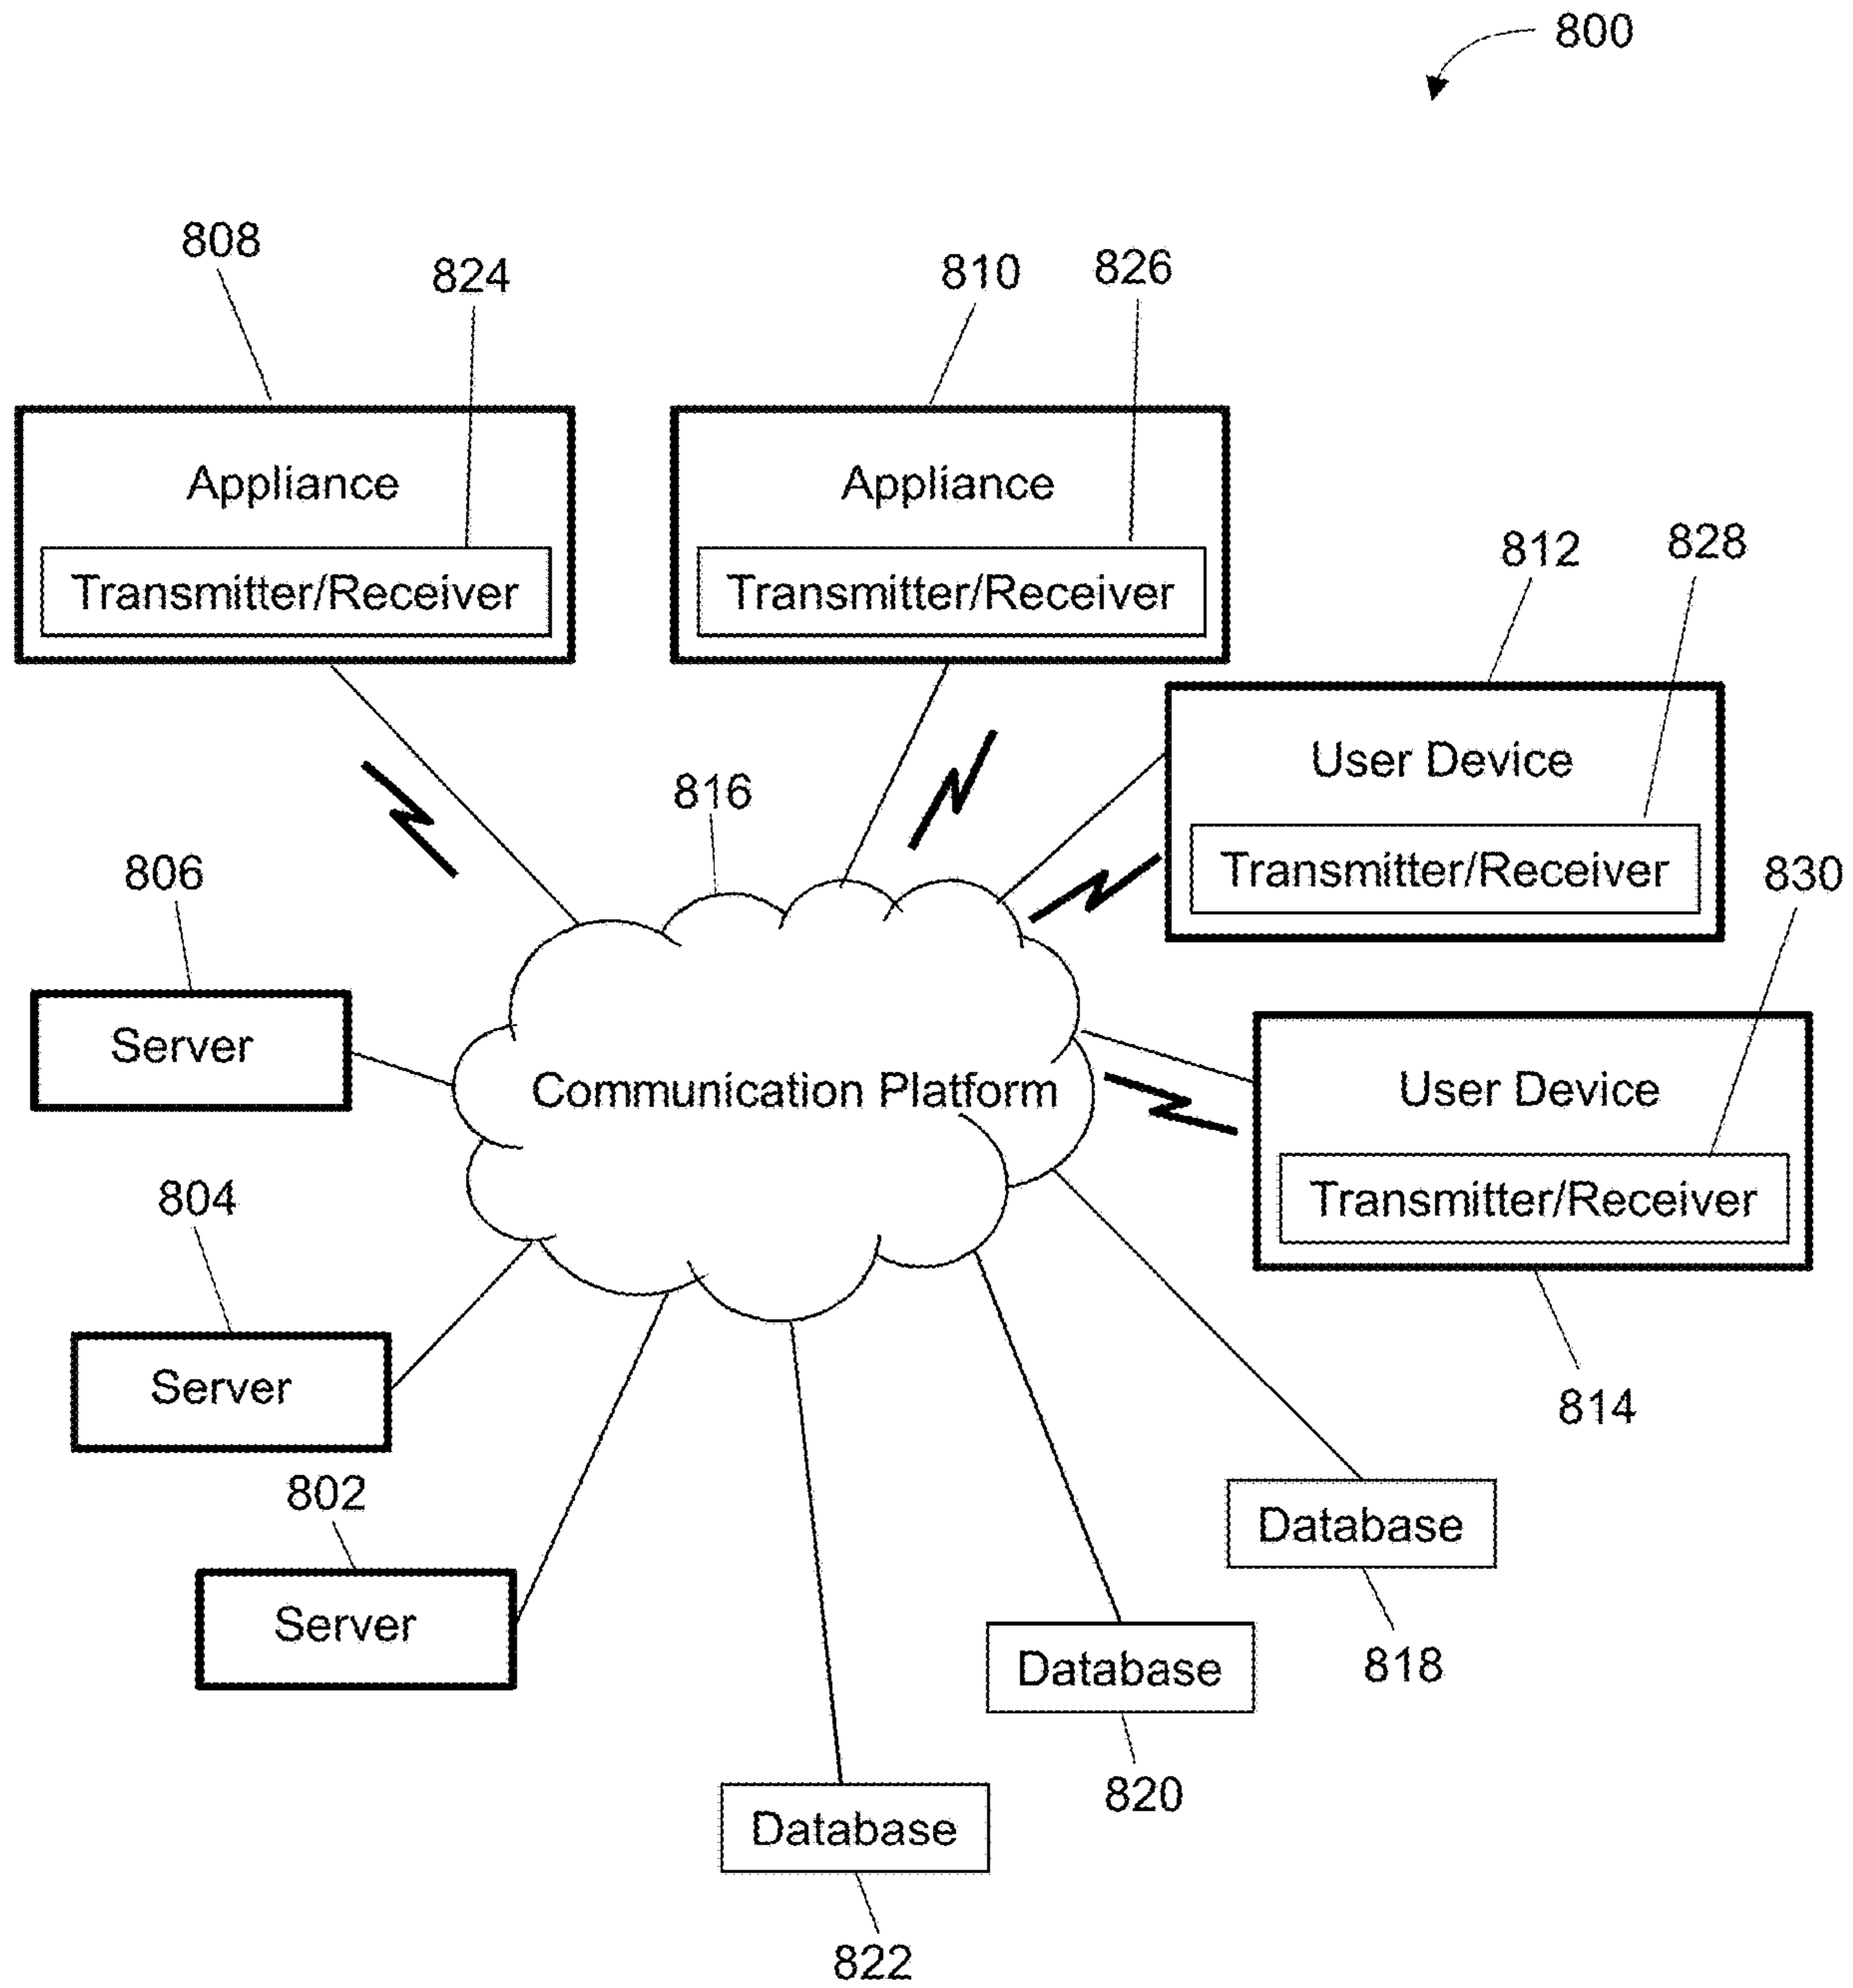 800
808
824
810
826
Appliance
Transmitter/Receiver
Appliance
Transmitter/Receiver
812
828
User Device
Transmitter/Receiver
816
806
830
Server
Communication Platform
User Device
Transmitter/Receiver
804
Server
814
802
Server
Database
818
Database
820
Database
822